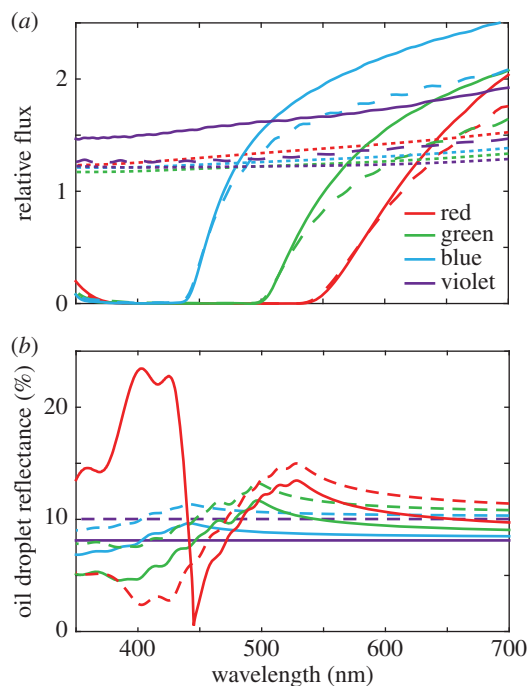 (a)
2
1
0
relative flux
red
green
blue
violet
(b)
20
10
0
oil droplet reflectance (%)
400
500
600
700
wavelength (nm)